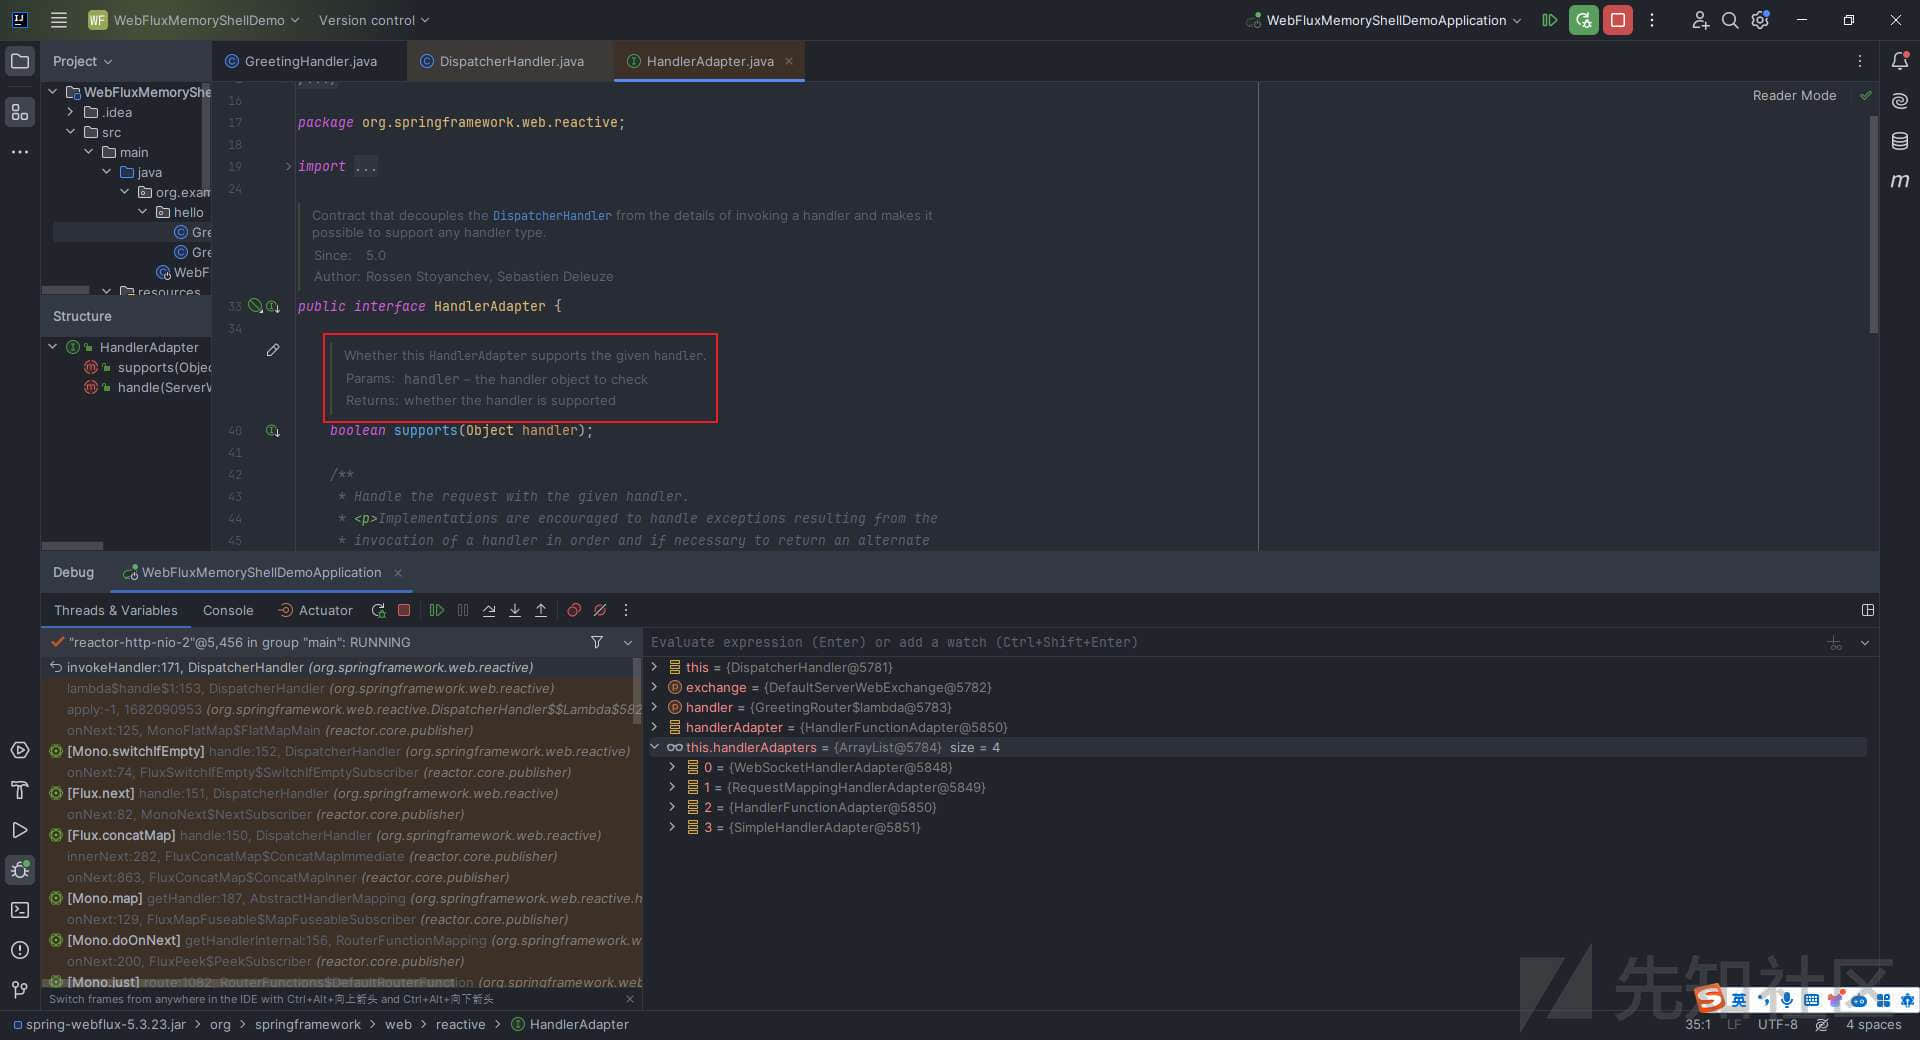 WF WebFluxMemoryShellDemo Version control WebFluxMemoryShellDemoApplication
Project
GreetingHandler.java DispatcherHandler.java HandlerAdapter.java
Reader Mode
WebFluxMemoryShe
.idea
src
main
java
org.exam
hello
Gre
Gre
WebF
resources
Structure
HandlerAdapter
supports(Objec
handle(ServerW
16
17 package org.springframework.web.reactive;
18
19 import ...
24
Contract that decouples the DispatcherHandler from the details of invoking a handler and makes it
possible to support any handler type.
Since: 5.0
Author: Rossen Stoyanchev, Sebastien Deleuze
33 public interface HandlerAdapter {
34
Whether this HandlerAdapter supports the given handler.
Params: handler – the handler object to check
Returns: whether the handler is supported
40 boolean supports(Object handler);
41
42 /**
43 * Handle the request with the given handler.
44 * <p>Implementations are encouraged to handle exceptions resulting from the
45 * invocation of a handler in order and if necessary to return an alternate
Debug WebFluxMemoryShellDemoApplication
Threads & Variables Console Actuator
"reactor-http-nio-2"@5,456 in group "main": RUNNING
invokeHandler:171, DispatcherHandler (org.springframework.web.reactive)
lambda$handle$1:153, DispatcherHandler (org.springframework.web.reactive)
apply:-1, 1682090953 (org.springframework.web.reactive.DispatcherHandler$$Lambda$582
onNext:125, MonoFlatMap$FlatMapMain (reactor.core.publisher)
[Mono.switchIfEmpty] handle:152, DispatcherHandler (org.springframework.web.reactive)
onNext:74, FluxSwitchIfEmpty$SwitchIfEmptySubscriber (reactor.core.publisher)
[Flux.next] handle:151, DispatcherHandler (org.springframework.web.reactive)
onNext:82, MonoNext$NextSubscriber (reactor.core.publisher)
[Flux.concatMap] handle:150, DispatcherHandler (org.springframework.web.reactive)
innerNext:282, FluxConcatMap$ConcatMapImmediate (reactor.core.publisher)
onNext:863, FluxConcatMap$ConcatMapInner (reactor.core.publisher)
[Mono.map] getHandler:187, AbstractHandlerMapping (org.springframework.web.reactive.h
onNext:129, FluxMapFuseable$MapFuseableSubscriber (reactor.core.publisher)
[Mono.doOnNext] getHandlerInternal:156, RouterFunctionMapping (org.springframework.w
onNext:200, FluxPeek$PeekSubscriber (reactor.core.publisher)
[Mono.just] route:1082, RouterFunctions$DefaultRouterFunction (org.springframework.web
Switch frames from anywhere in the IDE with Ctrl+Alt+向上箭头 and Ctrl+Alt+向下箭头
Evaluate expression (Enter) or add a watch (Ctrl+Shift+Enter)
this = {DispatcherHandler@5781}
exchange = {DefaultServerWebExchange@5782}
handler = {GreetingRouter$lambda@5783}
handlerAdapter = {HandlerFunctionAdapter@5850}
this.handlerAdapters = {ArrayList@5784} size = 4
0 = {WebSocketHandlerAdapter@5848}
1 = {RequestMappingHandlerAdapter@5849}
2 = {HandlerFunctionAdapter@5850}
3 = {SimpleHandlerAdapter@5851}
先知社区
英
spring-webflux-5.3.23.jar org springframework web reactive HandlerAdapter
35:1 LF UTF-8 4 spaces